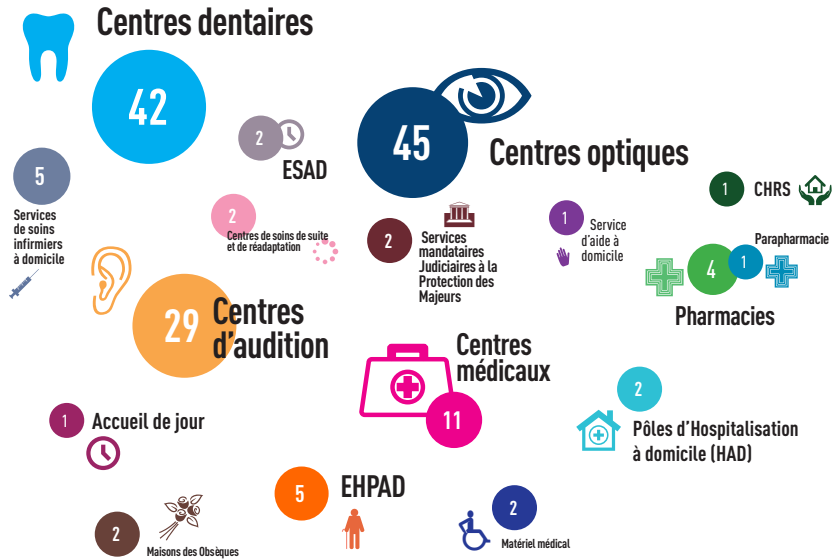 Centres dentaires
42
2
ESAD
45
Centres optiques
5
Services
de soins
infirmiers
à domicile
2
Centres de soins de suite
et de réadaptation
2
Services
mandataires
Judiciaires à la
Protection des
Majeurs
1
Service
d'aide à
domicile
1
CHRS
Parapharmacie
4
1
Pharmacies
29
Centres
d'audition
Centres
médicaux
11
1
Accueil de jour
2
Pôles d'Hospitalisation
à domicile (HAD)
5
EHPAD
2
Maisons des Obsèques
2
Matériel médical